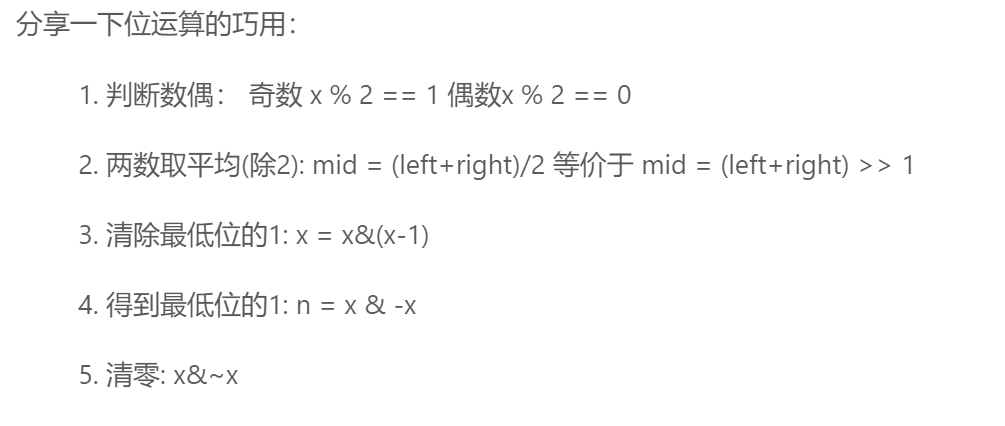 分享一下位运算的巧用：
1. 判断数偶： 奇数 x % 2 == 1 偶数x % 2 == 0
2. 两数取平均(除2): mid = (left+right)/2 等价于 mid = (left+right) >> 1
3. 清除最低位的1: x = x&(x-1)
4. 得到最低位的1: n = x & -x
5. 清零: x&~x